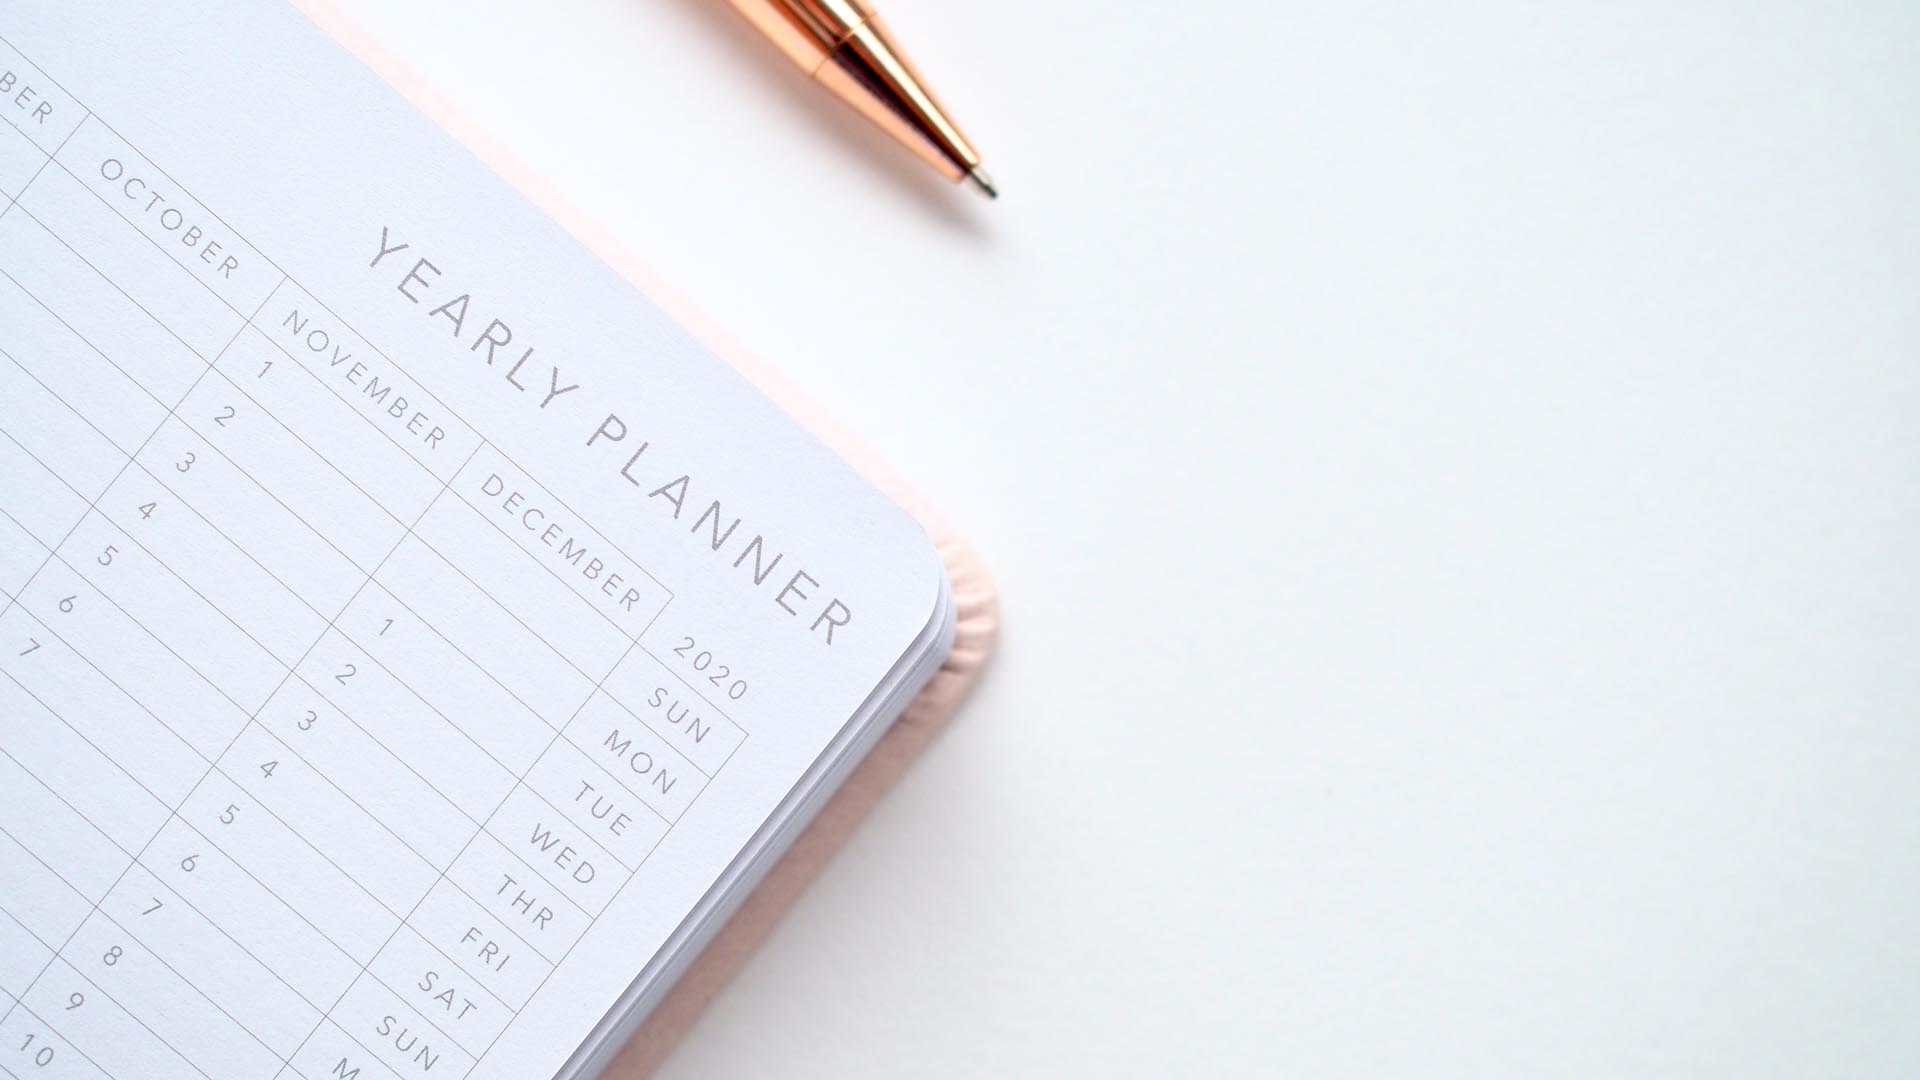 YEARLY PLANNER
BER OCTOBER NOVEMBER DECEMBER 2020
1 SUN
2 MON
3 1 TUE
4 2 WED
5 3 THR
6 4 FRI
7 5 SAT
6 SUN
7 M
8
9
10